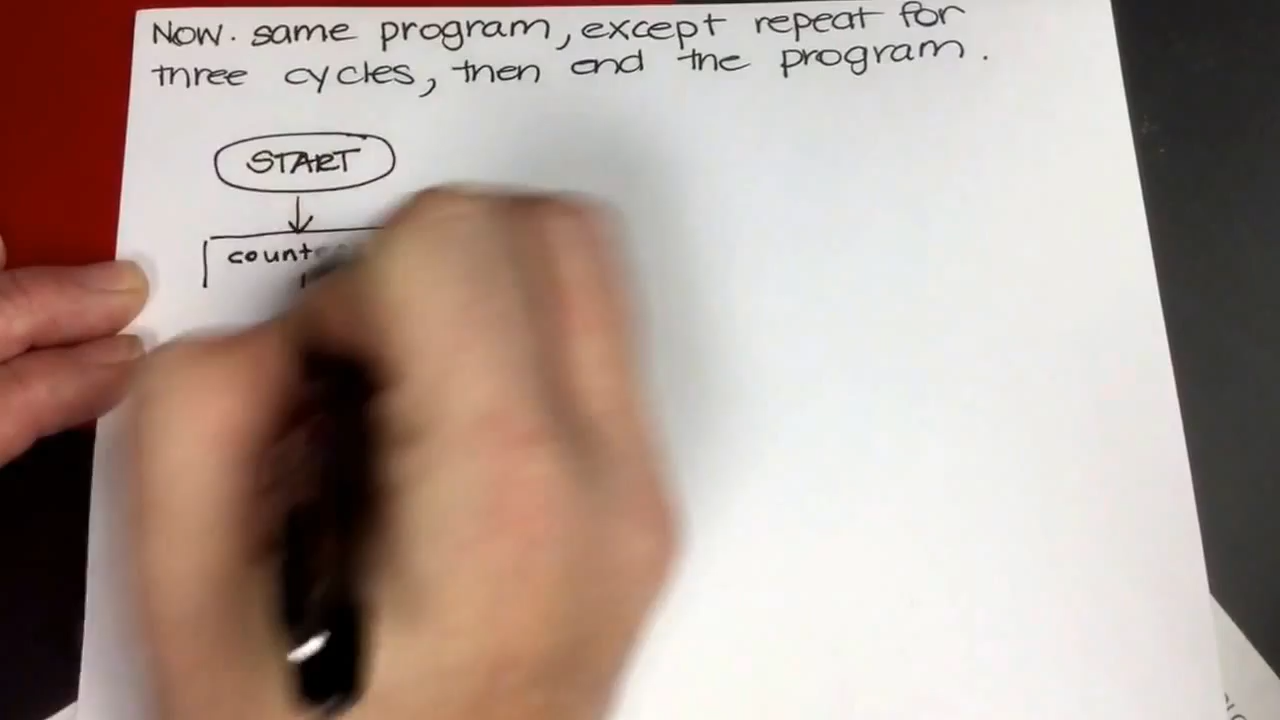 Now. same program, except repeat for
three cycles, then end the program.
START